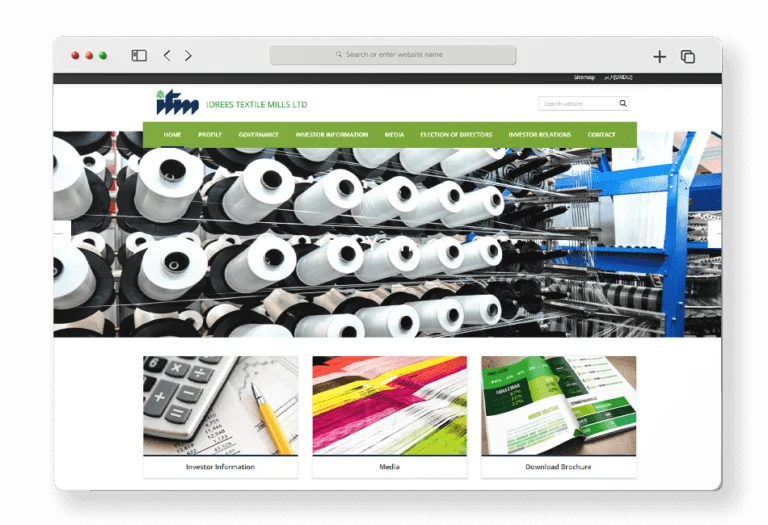 Search or enter website name
Sitemap اردو(URDU)
itm IDREES TEXTILE MILLS LTD
Search website
HOME PROFILE GOVERNANCE INVESTOR INFORMATION MEDIA ELECTION OF DIRECTORS INVESTOR RELATIONS CONTACT
Investor Information
Media
Download Brochure